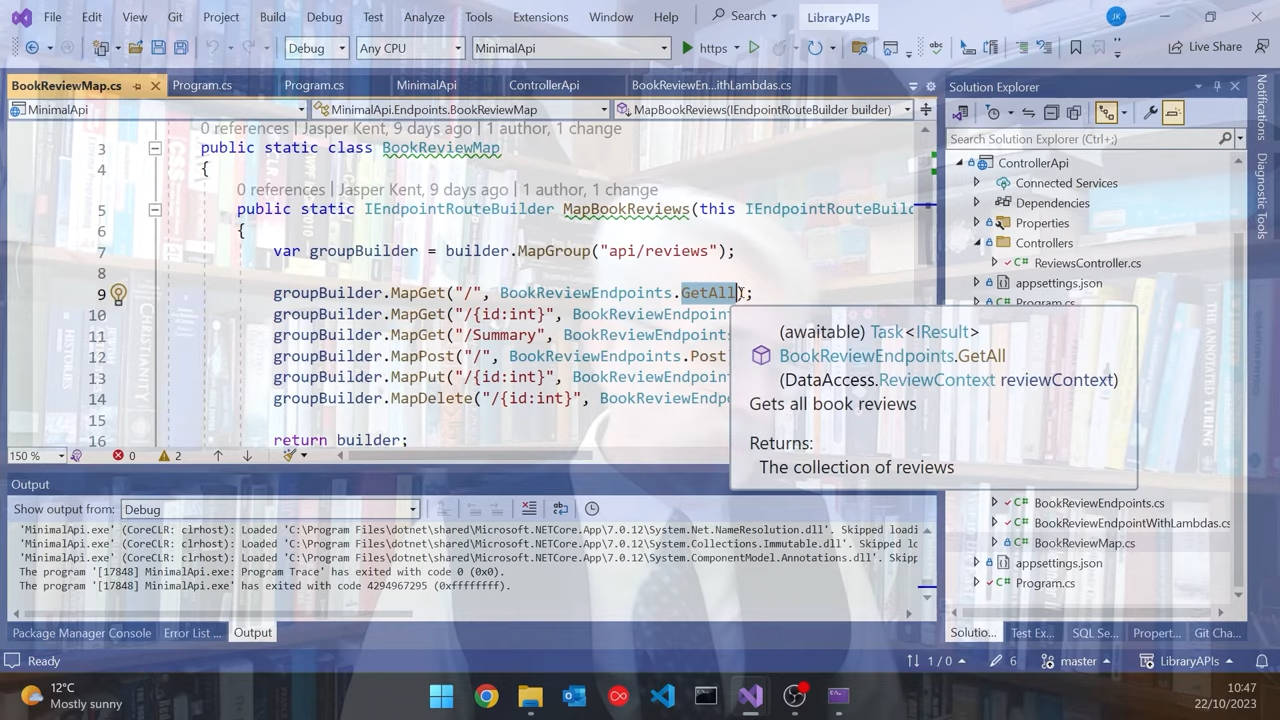 File Edit View Git Project Build Debug Test Analyze Tools Extensions Window Help Search LibraryAPIs JK
Debug Any CPU MinimalApi https Live Share
BookReviewMap.cs Program.cs Program.cs MinimalApi ControllerApi BookReviewEn...ithLambdas.cs
MinimalApi MinimalApi.Endpoints.BookReviewMap MapBookReviews(IEndpointRouteBuilder builder)
0 references | Jasper Kent, 9 days ago | 1 author, 1 change
3 public static class BookReviewMap
4 {
0 references | Jasper Kent, 9 days ago | 1 author, 1 change
5 public static IEndpointRouteBuilder MapBookReviews(this IEndpointRouteBuild
6 {
7 var groupBuilder = builder.MapGroup("api/reviews");
8
9 groupBuilder.MapGet("/", BookReviewEndpoints.GetAll);
10 groupBuilder.MapGet("/{id:int}", BookReviewEndpoint
11 groupBuilder.MapGet("/Summary", BookReviewEndpoints
12 groupBuilder.MapPost("/", BookReviewEndpoints.Post
13 groupBuilder.MapPut("/{id:int}", BookReviewEndpoint
14 groupBuilder.MapDelete("/{id:int}", BookReviewEndpo
16 return builder;
(awaitable) Task<IResult>
BookReviewEndpoints.GetAll
(DataAccess.ReviewContext reviewContext)
Gets all book reviews
Returns:
The collection of reviews
150 % 0 2
Output
Show output from: Debug
'MinimalApi.exe' (CoreCLR: clrhost): Loaded 'C:\Program Files\dotnet\shared\Microsoft.NETCore.App\7.0.12\System.Net.NameResolution.dll'. Skipped loadi
'MinimalApi.exe' (CoreCLR: clrhost): Loaded 'C:\Program Files\dotnet\shared\Microsoft.NETCore.App\7.0.12\System.Collections.Immutable.dll'. Skipped lo
'MinimalApi.exe' (CoreCLR: clrhost): Loaded 'C:\Program Files\dotnet\shared\Microsoft.NETCore.App\7.0.12\System.ComponentModel.Annotations.dll'. Skipp
The program '[17848] MinimalApi.exe: Program Trace' has exited with code 0 (0x0).
The program '[17848] MinimalApi.exe' has exited with code 4294967295 (0xffffffff).
Package Manager Console Error List ... Output
Solution Explorer
Search Solution Explorer (Ctrl+;)
ControllerApi
Connected Services
Dependencies
Properties
Controllers
C# ReviewsController.cs
appsettings.json
C# Program.cs
C# BookReviewEndpoints.cs
C# BookReviewEndpointWithLambdas.cs
C# BookReviewMap.cs
appsettings.json
C# Program.cs
Solutio... Test Ex... SQL Se... Propert... Git Cha...
Notifications
Diagnostic Tools
Ready 1 / 0 6 master LibraryAPIs
12°C
Mostly sunny
10:47
22/10/2023